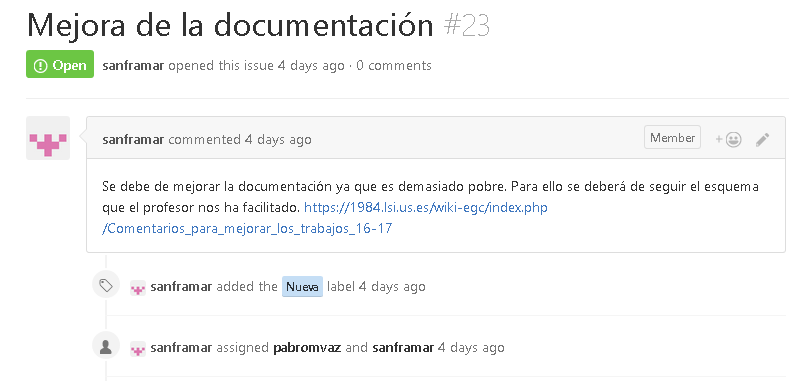 Mejora de la documentación #23
Open sanframar opened this issue 4 days ago · 0 comments
sanframar commented 4 days ago Member +
Se debe de mejorar la documentación ya que es demasiado pobre. Para ello se deberá de seguir el esquema
que el profesor nos ha facilitado. https://1984.lsi.us.es/wiki-egc/index.php
/Comentarios_para_mejorar_los_trabajos_16-17
sanframar added the Nueva label 4 days ago
sanframar assigned pabromvaz and sanframar 4 days ago